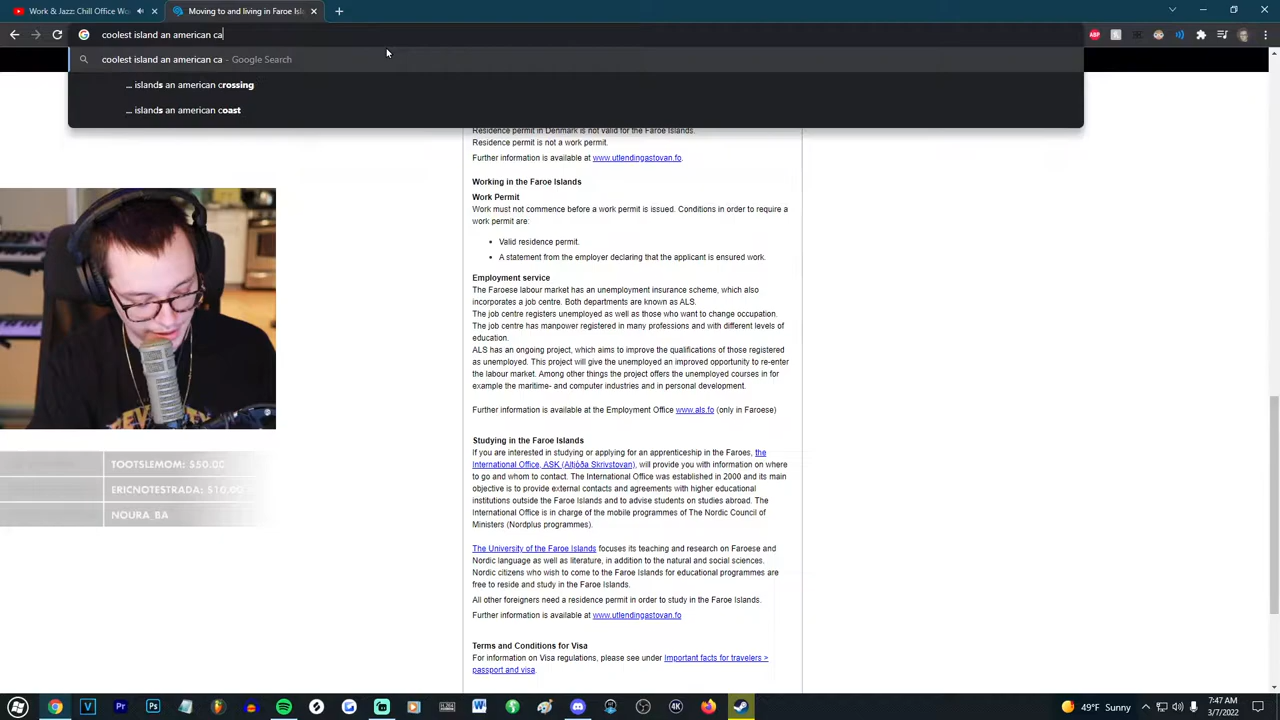 Work & Jazz Chill Office Wo
Moving to and living in Faroe Isl
coolest island an american ca
coolest island an american ca - Google Search
... islands an american crossing
... islands an american coast
ABP
Residence permit in Denmark is not valid for the Faroe Islands.
Residence permit is not a work permit.
Further information is available at www.utlendingastovan.fo.
Working in the Faroe Islands
Work Permit
Work must not commence before a work permit is issued. Conditions in order to require a
work permit are:
• Valid residence permit.
• A statement from the employer declaring that the applicant is ensured work.
Employment service
The Faroese labour market has an unemployment insurance scheme, which also
incorporates a job centre. Both departments are known as ALS.
The job centre registers unemployed as well as those who want to change occupation.
The job centre has manpower registered in many professions and with different levels of
education.
ALS has an ongoing project, which aims to improve the qualifications of those registered
as unemployed. This project will give the unemployed an improved opportunity to re-enter
the labour market. Among other things the project offers the unemployed courses in for
example the maritime- and computer industries and in personal development.
Further information is available at the Employment Office www.als.fo (only in Faroese)
Studying in the Faroe Islands
If you are interested in studying or applying for an apprenticeship in the Faroes, the
International Office, ASK (Altjóða Skrivstovan), will provide you with information on where
to go and whom to contact. The International Office was established in 2000 and its main
objective is to provide external contacts and agreements with higher educational
institutions outside the Faroe Islands and to advise students on studies abroad. The
International Office is in charge of the mobile programmes of The Nordic Council of
Ministers (Nordplus programmes).
The University of the Faroe Islands focuses its teaching and research on Faroese and
Nordic language as well as literature, in addition to the natural and social sciences.
Nordic citizens who wish to come to the Faroe Islands for educational programmes are
free to reside and study in the Faroe Islands.
All other foreigners need a residence permit in order to study in the Faroe Islands.
Further information is available at www.utlendingastovan.fo
Terms and Conditions for Visa
For information on Visa regulations, please see under Important facts for travelers >
passport and visa.
TOOTSLEMOM: $50.00
ERICNOTESTRADA: $10.00
NOURA_BA
49°F Sunny
7:47 AM
3/7/2022